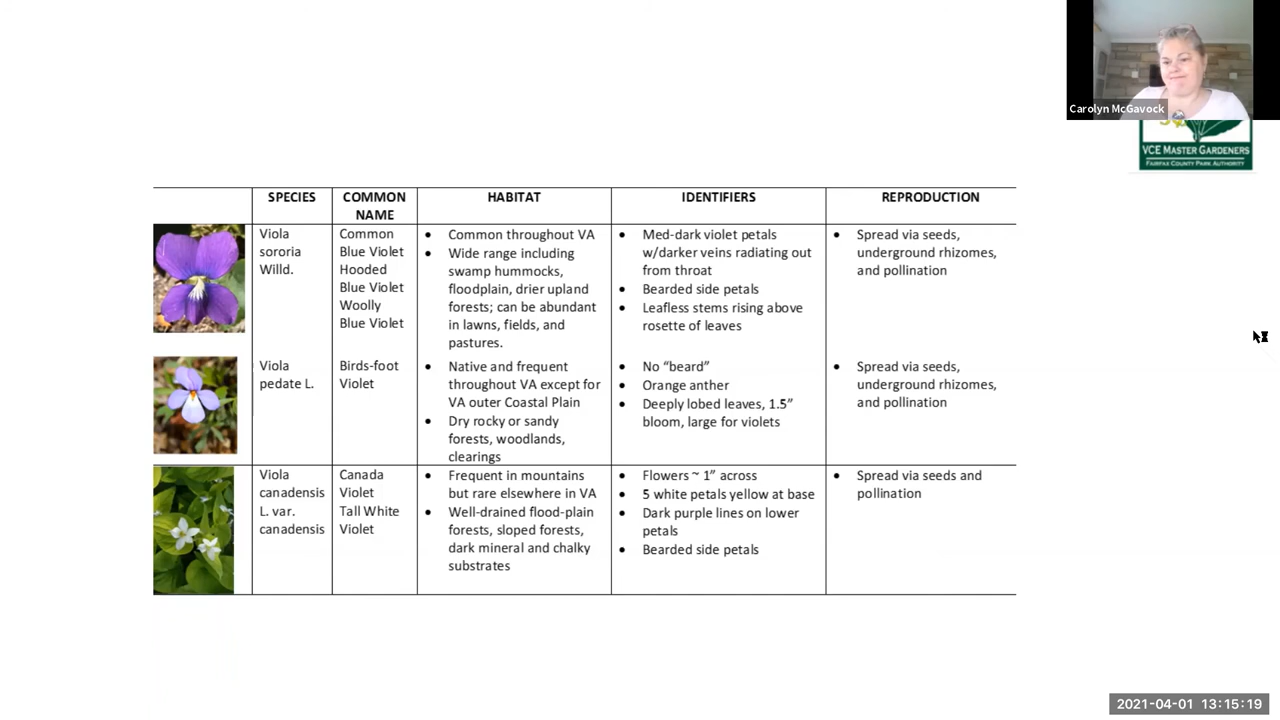 Carolyn McGavock
VCE MASTER GARDENERS
FAIRFAX COUNTY PARK AUTHORITY
SPECIES
COMMON
NAME
HABITAT
IDENTIFIERS
REPRODUCTION
Viola
sororia
Willd.
Common
Blue Violet
Hooded
Blue Violet
Woolly
Blue Violet
• Common throughout VA
• Wide range including
swamp hummocks,
floodplain, drier upland
forests; can be abundant
in lawns, fields, and
pastures.
• Med-dark violet petals
w/darker veins radiating out
from throat
• Bearded side petals
• Leafless stems rising above
rosette of leaves
• Spread via seeds,
underground rhizomes,
and pollination
Viola
pedate L.
Birds-foot
Violet
• Native and frequent
throughout VA except for
VA outer Coastal Plain
• Dry rocky or sandy
forests, woodlands,
clearings
• No “beard”
• Orange anther
• Deeply lobed leaves, 1.5”
bloom, large for violets
• Spread via seeds,
underground rhizomes,
and pollination
Viola
canadensis
L. var.
canadensis
Canada
Violet
Tall White
Violet
• Frequent in mountains
but rare elsewhere in VA
• Well-drained flood-plain
forests, sloped forests,
dark mineral and chalky
substrates
• Flowers ~ 1” across
• 5 white petals yellow at base
• Dark purple lines on lower
petals
• Bearded side petals
• Spread via seeds and
pollination
2021-04-01 13:15:19